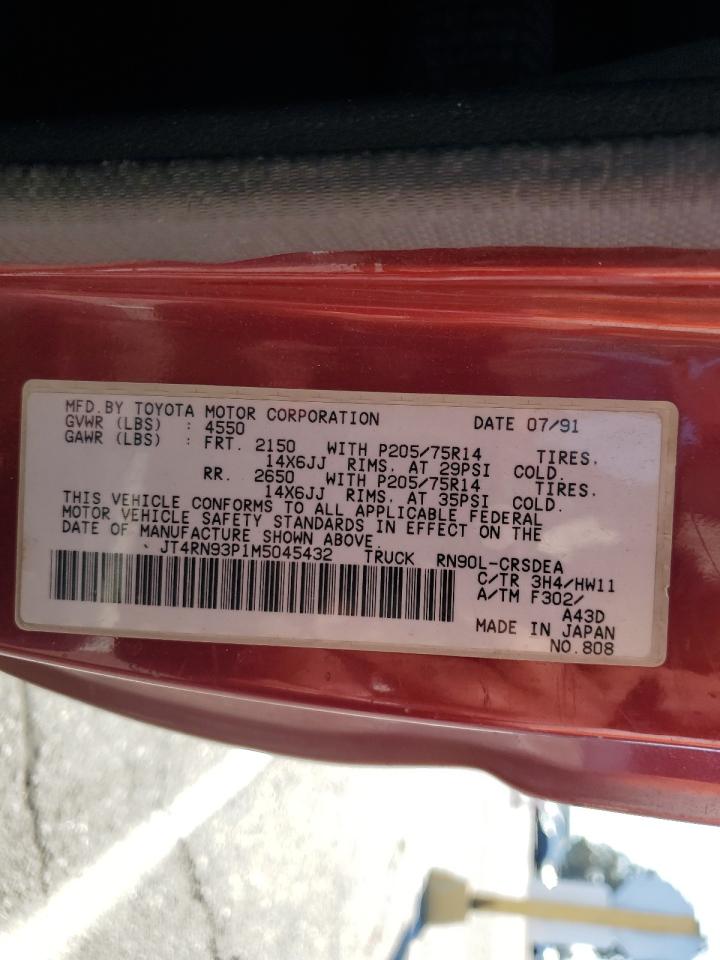 MFD.BY TOYOTA MOTOR CORPORATION DATE 07/91
GVWR (LBS) : 4550
GAWR (LBS) : FRT. 2150 WITH P205/75R14 TIRES.
14X6JJ RIMS. AT 29PSI COLD.
RR. 2650 WITH P205/75R14 TIRES.
14X6JJ RIMS. AT 35PSI COLD.
THIS VEHICLE CONFORMS TO ALL APPLICABLE FEDERAL
MOTOR VEHICLE SAFETY STANDARDS IN EFFECT ON THE
DATE OF MANUFACTURE SHOWN ABOVE.
JT4RN93P1M5045432 TRUCK RN90L-CRSDEA
C/TR 3H4/HW11
A/TM F302/
A43D
MADE IN JAPAN
NO.808